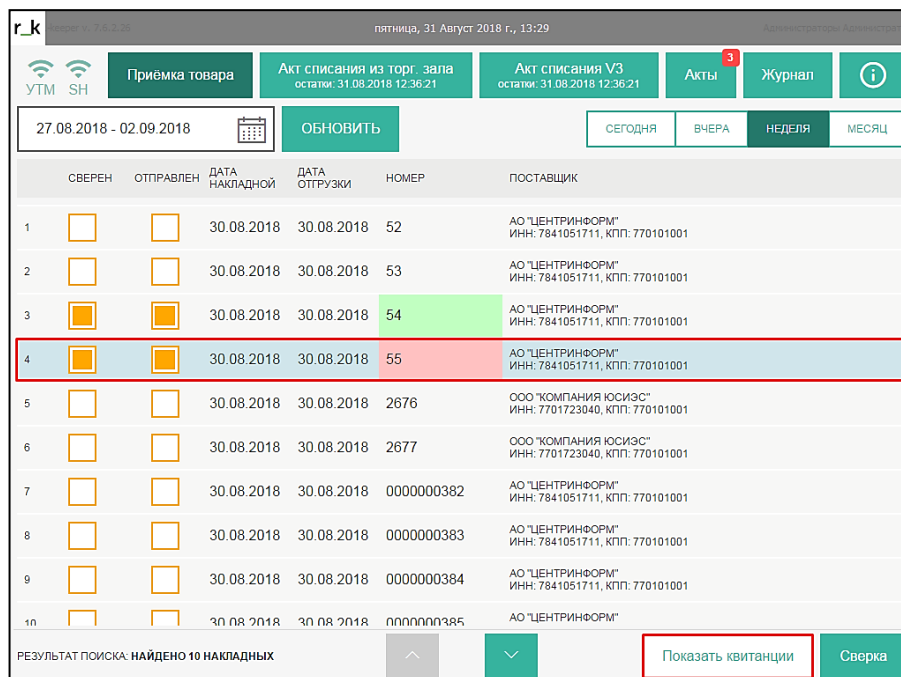 r_k
пятница, 31 Август 2018 г., 13:29
УТМ SH
Приёмка товара
Акт списания из торг. зала
остатки: 31.08.2018 12:36:21
Акт списания V3
остатки: 31.08.2018 12:36:21
Акты
3
Журнал
27.08.2018 - 02.09.2018
ОБНОВИТЬ
СЕГОДНЯ ВЧЕРА НЕДЕЛЯ МЕСЯЦ
СВЕРЕН ОТПРАВЛЕН ДАТА НАКЛАДНОЙ ДАТА ОТГРУЗКИ НОМЕР ПОСТАВЩИК
1 30.08.2018 30.08.2018 52 АО "ЦЕНТРИНФОРМ"
ИНН: 7841051711, КПП: 770101001
2 30.08.2018 30.08.2018 53 АО "ЦЕНТРИНФОРМ"
ИНН: 7841051711, КПП: 770101001
3 30.08.2018 30.08.2018 54 АО "ЦЕНТРИНФОРМ"
ИНН: 7841051711, КПП: 770101001
4 30.08.2018 30.08.2018 55 АО "ЦЕНТРИНФОРМ"
ИНН: 7841051711, КПП: 770101001
5 30.08.2018 30.08.2018 2676 ООО "КОМПАНИЯ ЮСИЭС"
ИНН: 7701723040, КПП: 770101001
6 30.08.2018 30.08.2018 2677 ООО "КОМПАНИЯ ЮСИЭС"
ИНН: 7701723040, КПП: 770101001
7 30.08.2018 30.08.2018 0000000382 АО "ЦЕНТРИНФОРМ"
ИНН: 7841051711, КПП: 770101001
8 30.08.2018 30.08.2018 0000000383 АО "ЦЕНТРИНФОРМ"
ИНН: 7841051711, КПП: 770101001
9 30.08.2018 30.08.2018 0000000384 АО "ЦЕНТРИНФОРМ"
ИНН: 7841051711, КПП: 770101001
10 30.08.2018 30.08.2018 0000000385 АО "ЦЕНТРИНФОРМ"
РЕЗУЛЬТАТ ПОИСКА: НАЙДЕНО 10 НАКЛАДНЫХ
Показать квитанции
Сверка